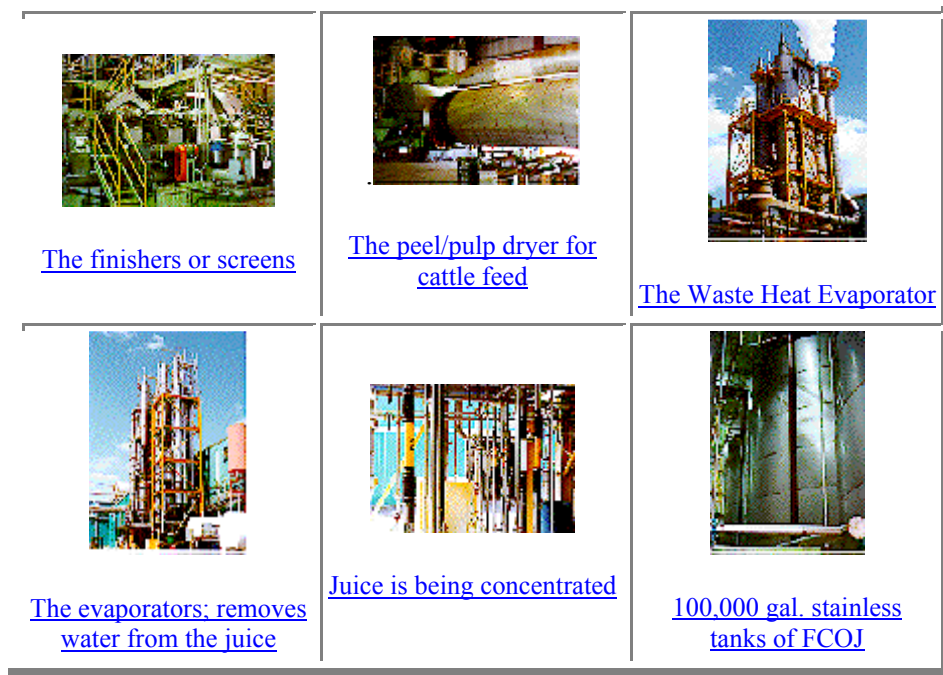 The finishers or screens
The peel/pulp dryer for
cattle feed
The Waste Heat Evaporator
The evaporators; removes
water from the juice
Juice is being concentrated
100,000 gal. stainless
tanks of FCOJ